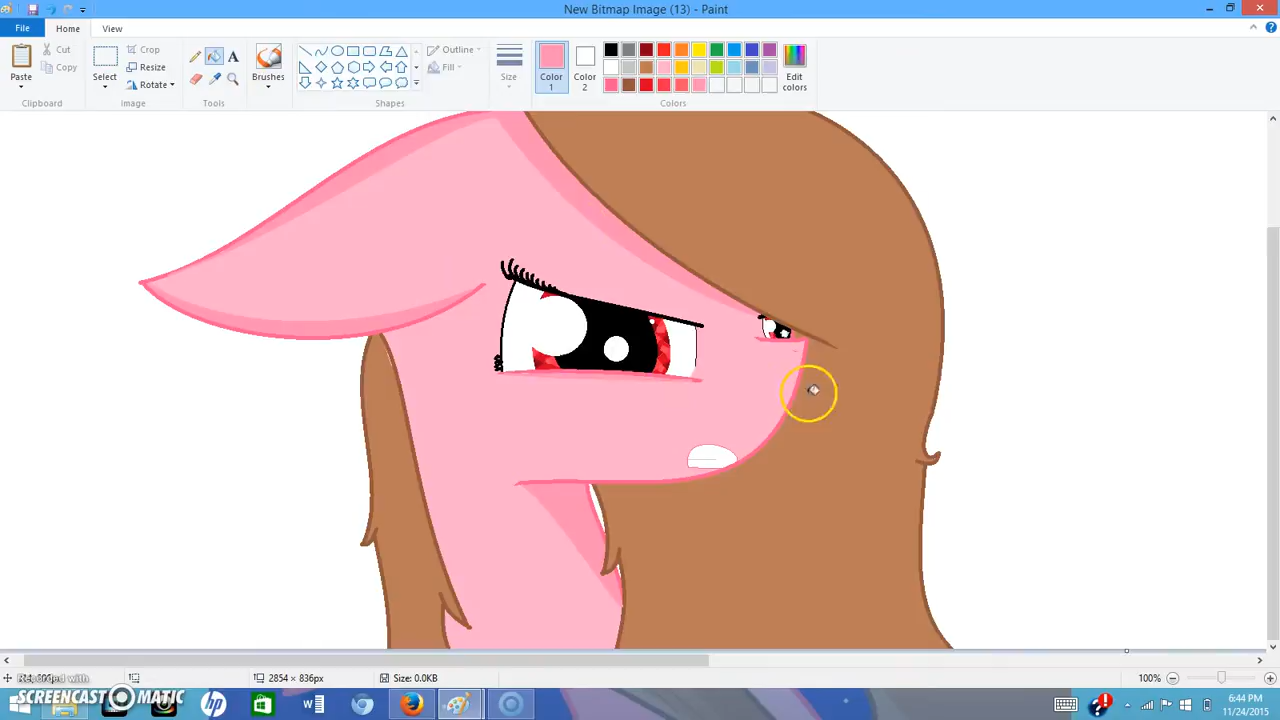 New Bitmap Image (13) - Paint
File Home View
Paste
Cut
Copy
Clipboard
Select
Crop
Resize
Rotate
Image
A
Tools
Brushes
Outline
Fill
Shapes
Size
Color 1
Color 2
Edit colors
Colors
Recorded with
SCREENCAST MATIC
2854 × 836px
Size: 0.0KB
100%
6:44 PM
11/24/2015